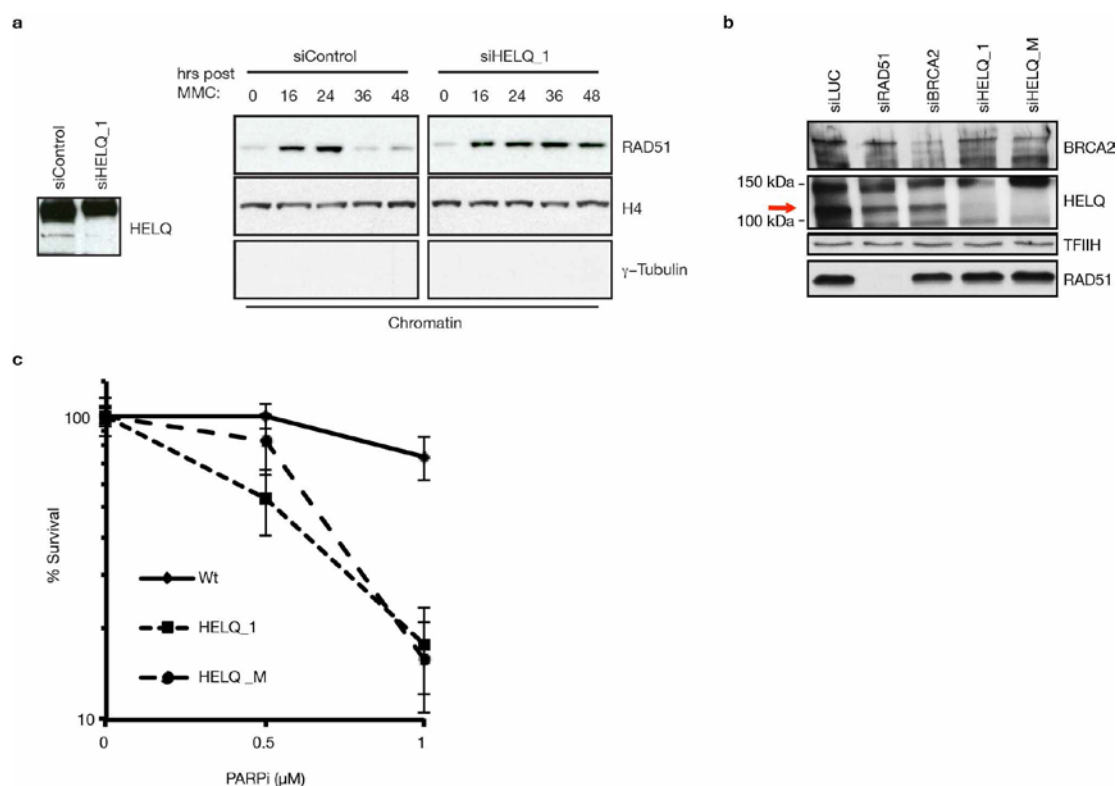 a
siControl
siHELQ_1
HELQ
siControl siHELQ_1
hrs post
MMC: 0 16 24 36 48 0 16 24 36 48
RAD51
H4
γ–Tubulin
Chromatin
b
siLUC
siRAD51
siBRCA2
siHELQ_1
siHELQ_M
BRCA2
150 kDa
100 kDa
HELQ
TFIIH
RAD51
c
100
10
% Survival
Wt
HELQ_1
HELQ _M
0 0.5 1
PARPi (µM)